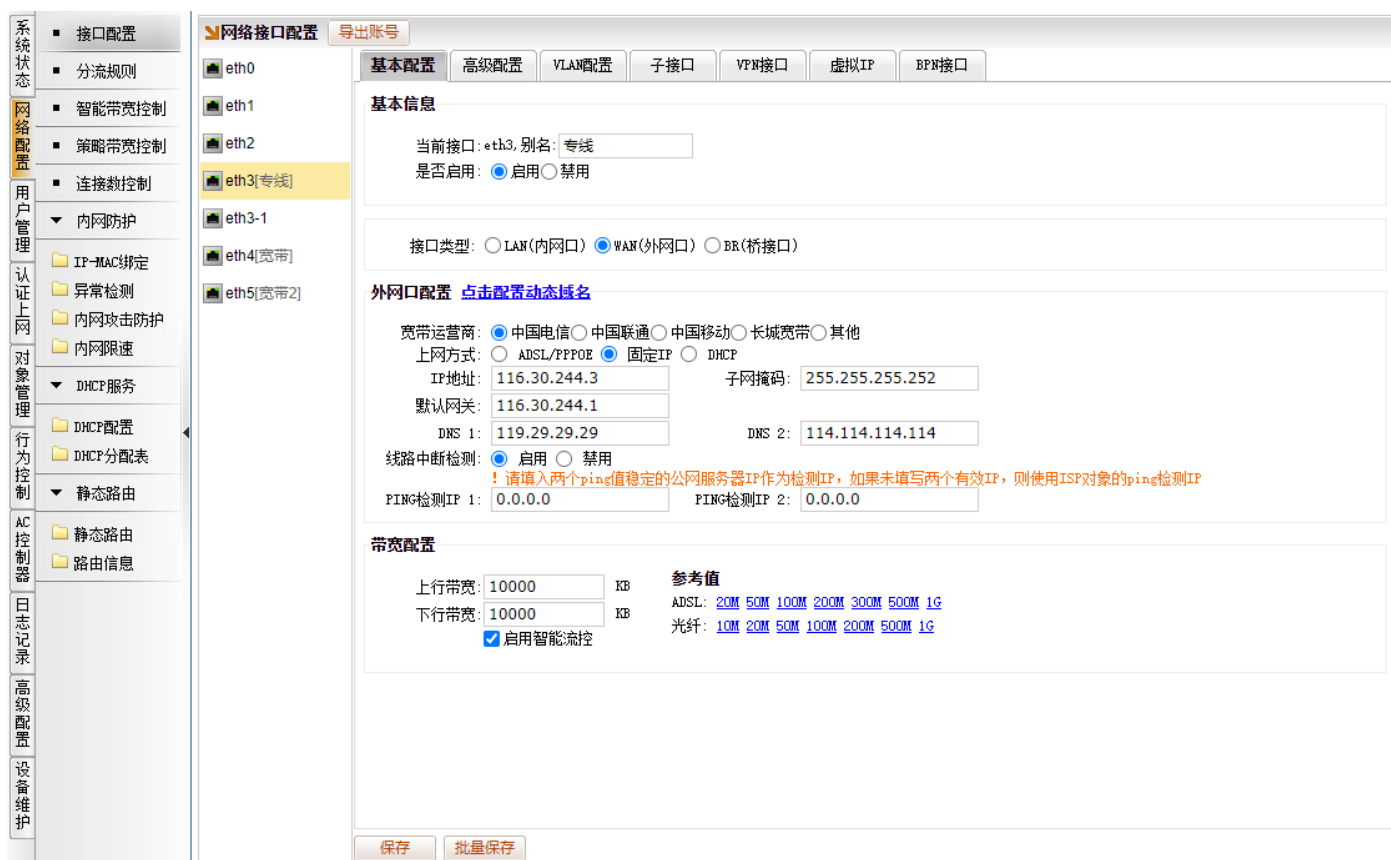 系统状态
网络配置
用户管理
认证上网
对象管理
行为控制
AC控制器
日志记录
高级配置
设备维护
接口配置
分流规则
智能带宽控制
策略带宽控制
连接数控制
内网防护
IP-MAC绑定
异常检测
内网攻击防护
内网限速
DHCP服务
DHCP配置
DHCP分配表
静态路由
静态路由
路由信息
网络接口配置 导出账号
eth0
eth1
eth2
eth3[专线]
eth3-1
eth4[宽带]
eth5[宽带2]
基本配置 高级配置 VLAN配置 子接口 VPN接口 虚拟IP BPN接口
基本信息
当前接口:eth3,别名: 专线
是否启用: 启用 禁用
接口类型: LAN(内网口) WAN(外网口) BR(桥接口)
外网口配置 点击配置动态域名
宽带运营商: 中国电信 中国联通 中国移动 长城宽带 其他
上网方式: ADSL/PPPOE 固定IP DHCP
IP地址: 116.30.244.3 子网掩码: 255.255.255.252
默认网关: 116.30.244.1
DNS 1: 119.29.29.29 DNS 2: 114.114.114.114
线路中断检测: 启用 禁用
！请填入两个ping值稳定的公网服务器IP作为检测IP，如果未填写两个有效IP，则使用ISP对象的ping检测IP
PING检测IP 1: 0.0.0.0 PING检测IP 2: 0.0.0.0
带宽配置
上行带宽: 10000 KB
下行带宽: 10000 KB
启用智能流控
参考值
ADSL: 20M 50M 100M 200M 300M 500M 1G
光纤: 10M 20M 50M 100M 200M 500M 1G
保存 批量保存